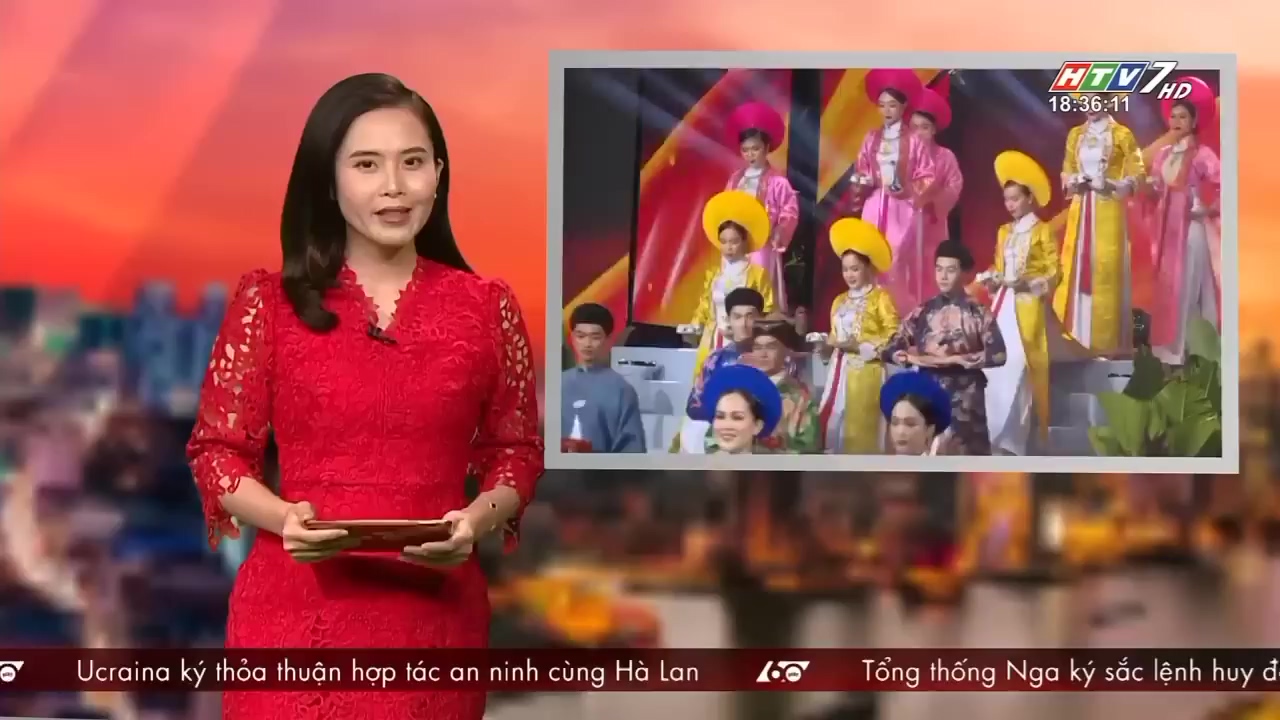 HTV7 HD
18:36:11
Ucraina ký thỏa thuận hợp tác an ninh cùng Hà Lan 60 Tổng thống Nga ký sắc lệnh huy